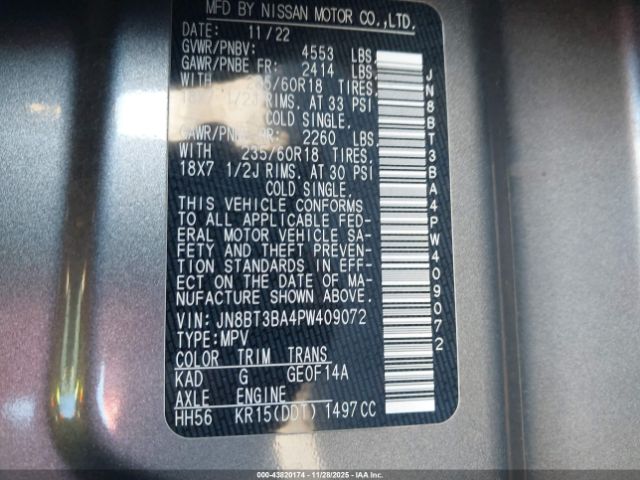 MFD BY NISSAN MOTOR CO.,LTD.
DATE: 11/22
GVWR/PNBV: 4553 LBS.
GAWR/PNBE FR: 2414 LBS.
WITH 235/60R18 TIRES.
18X7 1/2J RIMS. AT 33 PSI
COLD SINGLE.
GAWR/PNBE RR: 2260 LBS.
WITH 235/60R18 TIRES.
18X7 1/2J RIMS. AT 30 PSI
COLD SINGLE.
THIS VEHICLE CONFORMS
TO ALL APPLICABLE FED-
ERAL MOTOR VEHICLE SA-
FETY AND THEFT PREVEN-
TION STANDARDS IN EFF-
ECT ON THE DATE OF MA-
NUFACTURE SHOWN ABOVE.
VIN: JN8BT3BA4PW409072
TYPE: MPV
COLOR TRIM TRANS
KAD G GE0F14A
AXLE ENGINE
HH56 KR15(DDT) 1497CC
JN8BT3BA4PW409072
000-43820174 - 11/28/2025 - IAAI.COM